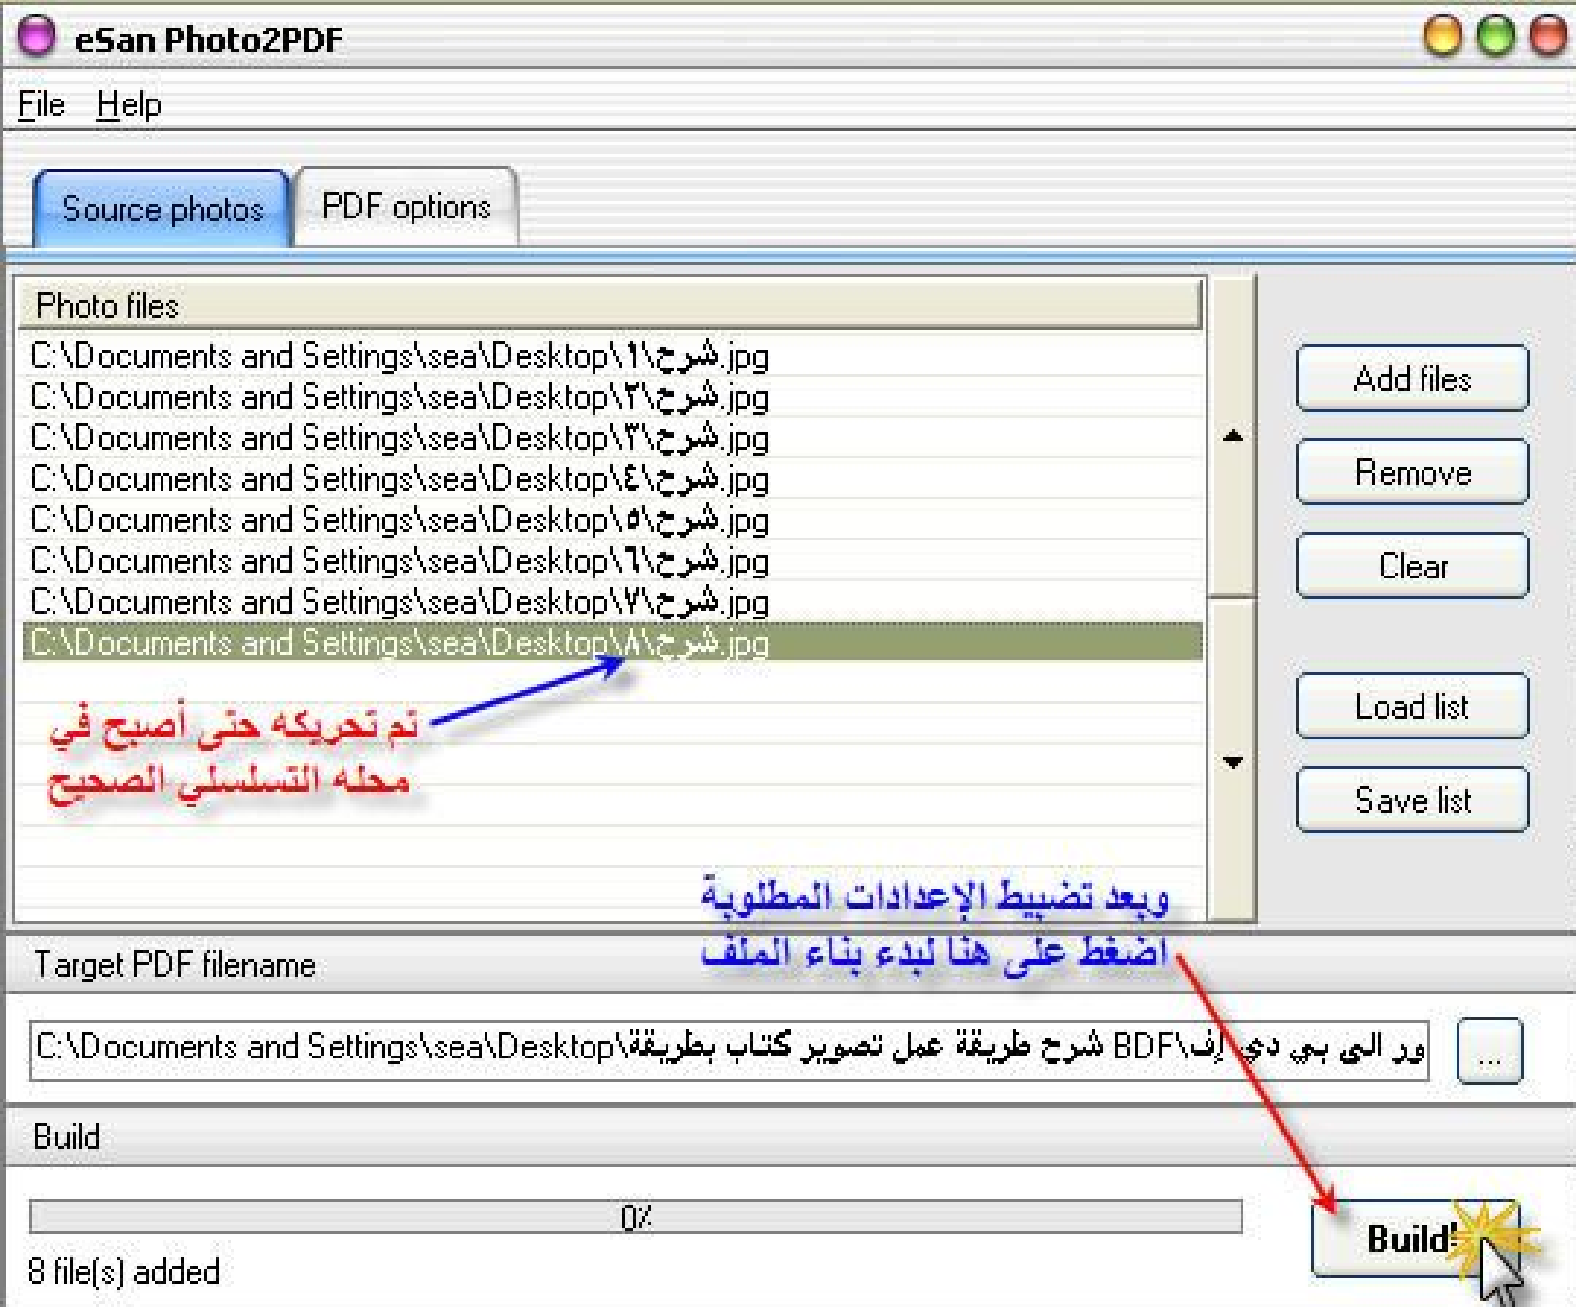 eSan Photo2PDF
File Help
Source photos PDF options
Photo files
C:\Documents and Settings\sea\Desktop\شرح\١.jpg
C:\Documents and Settings\sea\Desktop\شرح\٢.jpg
C:\Documents and Settings\sea\Desktop\شرح\٣.jpg
C:\Documents and Settings\sea\Desktop\شرح\٤.jpg
C:\Documents and Settings\sea\Desktop\شرح\٥.jpg
C:\Documents and Settings\sea\Desktop\شرح\٦.jpg
C:\Documents and Settings\sea\Desktop\شرح\٧.jpg
C:\Documents and Settings\sea\Desktop\شرح\٨.jpg
تم تحريكه حتى أصبح في
محله التسلسلي الصحيح
Add files
Remove
Clear
Load list
Save list
وبعد تضبيط الإعدادات المطلوبة
اضغط على هنا لبدء بناء الملف
Target PDF filename
C:\Documents and Settings\sea\Desktop\شرح طريقة عمل تصوير كتاب بطريقة BDF\ور الى بي دي إف
...
Build
0%
Build!
8 file(s) added